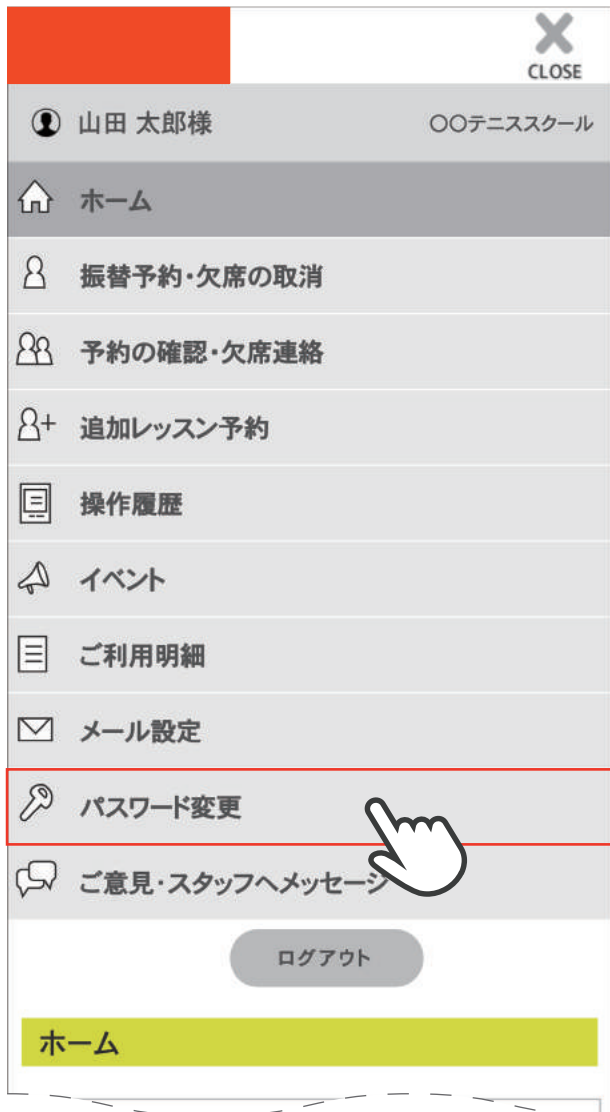 CLOSE
山田 太郎様 〇〇テニススクール
ホーム
振替予約・欠席の取消
予約の確認・欠席連絡
追加レッスン予約
操作履歴
イベント
ご利用明細
メール設定
パスワード変更
ご意見・スタッフへメッセージ
ログアウト
ホーム